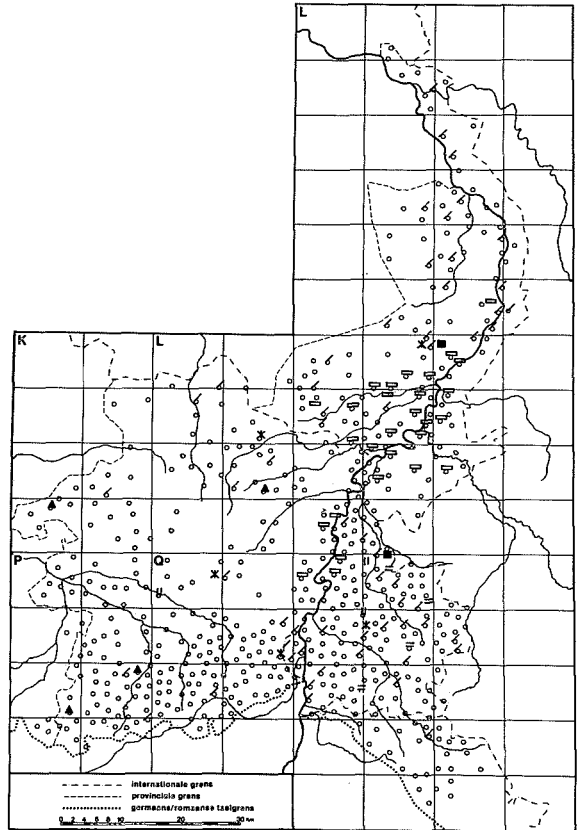 L
K
L
P
Q
internationale grens
provinciale grens
germaans/romaanse taalgrens
0 2 4 6 8 10 20 30 KM